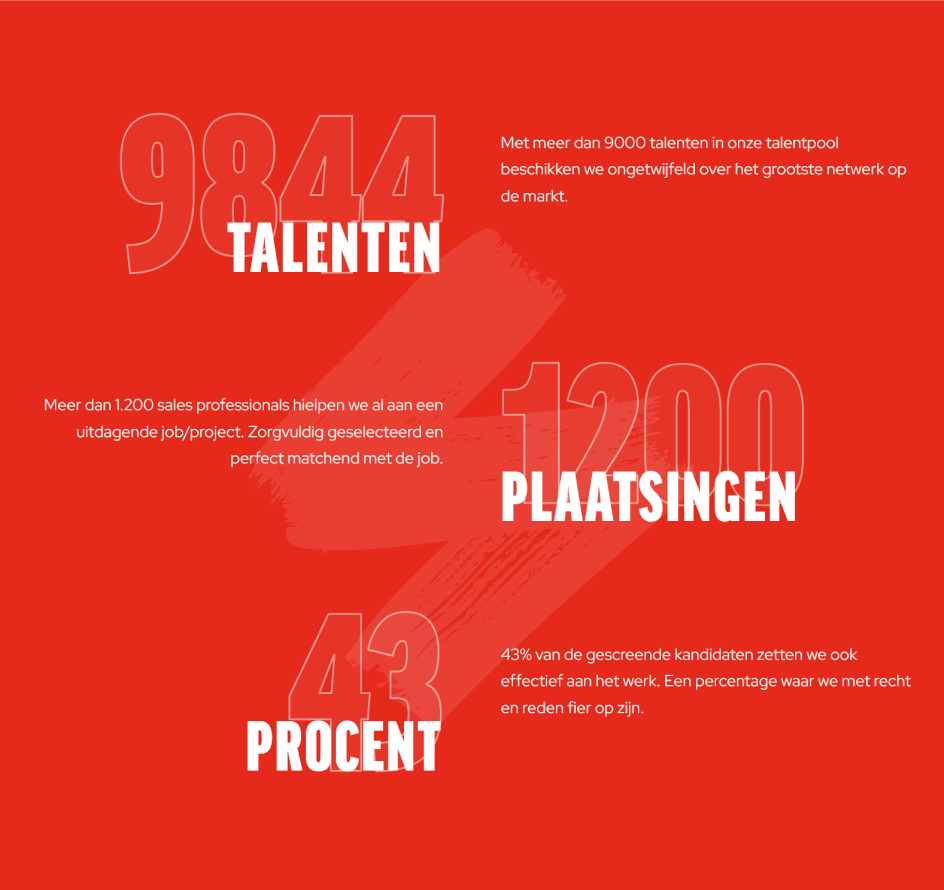 9844
TALENTEN
Met meer dan 9000 talenten in onze talentpool
beschikken we ongetwijfeld over het grootste netwerk op
de markt.
Meer dan 1.200 sales professionals hielpen we al aan een
uitdagende job/project. Zorgvuldig geselecteerd en
perfect matchend met de job.
1200
PLAATSINGEN
43
PROCENT
43% van de gescreende kandidaten zetten we ook
effectief aan het werk. Een percentage waar we met recht
en reden fier op zijn.